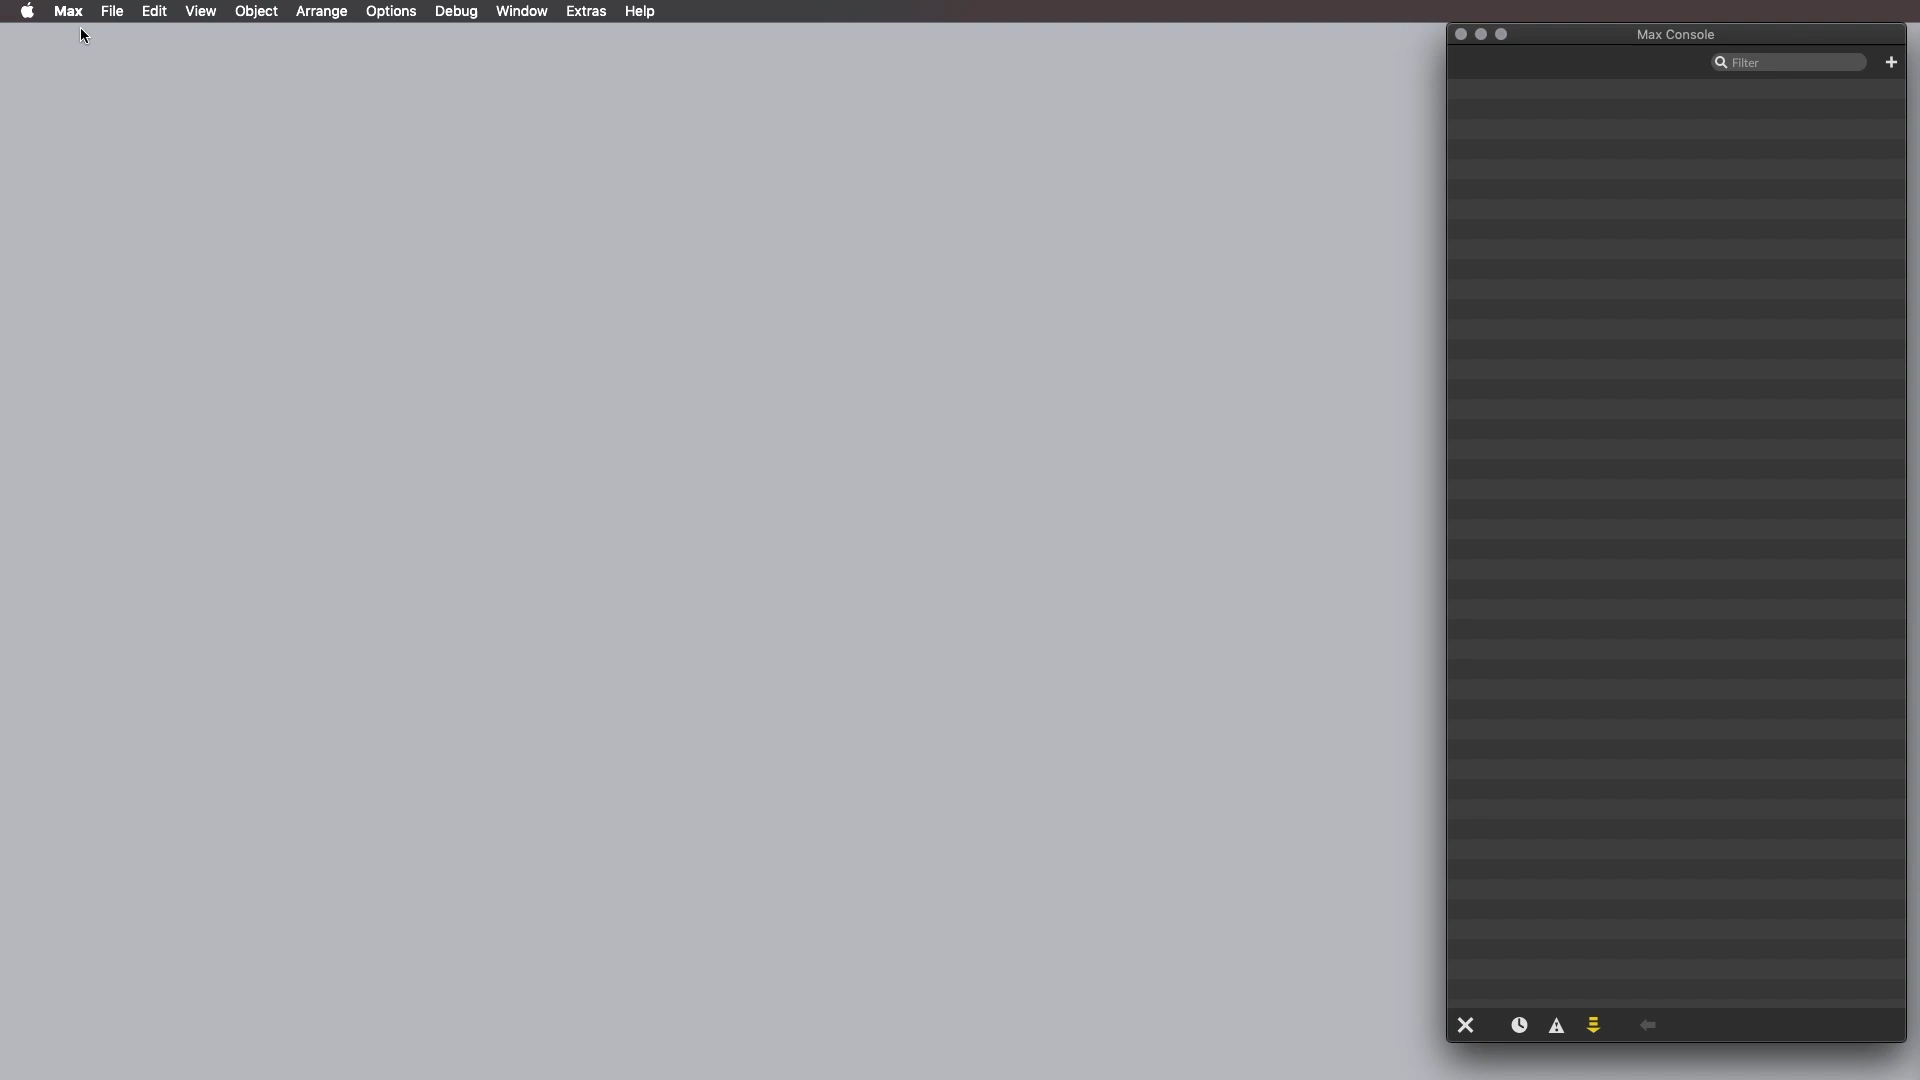 Max File Edit View Object Arrange Options Debug Window Extras Help
Max Console
Filter